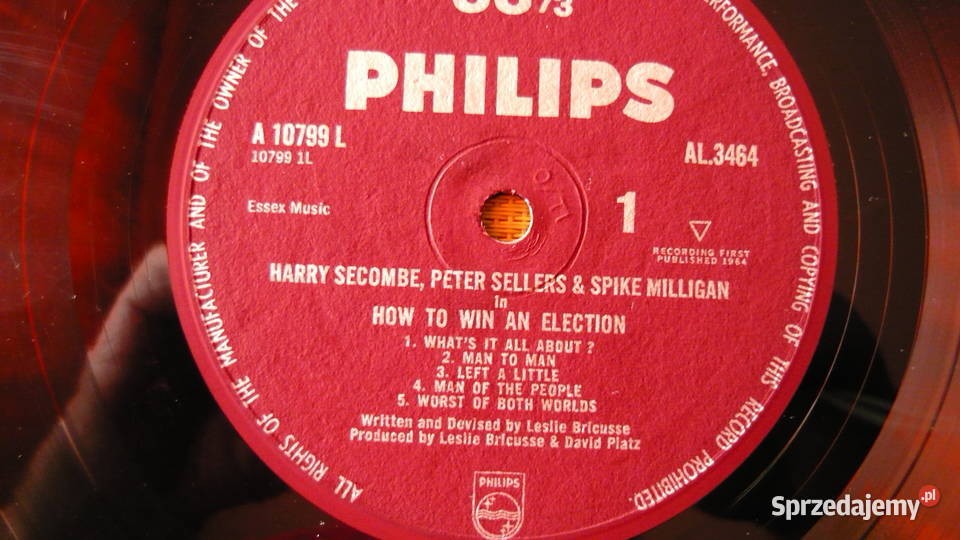 PHILIPS
A 10799 L
10799 1L
AL.3464
Essex Music
1
RECORDING FIRST
PUBLISHED 1964
HARRY SECOMBE, PETER SELLERS & SPIKE MILLIGAN
in
HOW TO WIN AN ELECTION
1. WHAT'S IT ALL ABOUT ?
2. MAN TO MAN
3. LEFT A LITTLE
4. MAN OF THE PEOPLE
5. WORST OF BOTH WORLDS
Written and Devised by Leslie Bricusse
Produced by Leslie Bricusse & David Platz
PHILIPS
ALL RIGHTS OF THE MANUFACTURER AND OF THE OWNER OF THE
PERFORMANCE, BROADCASTING AND COPYING OF THIS RECORD PROHIBITED.
Sprzedajemy.pl